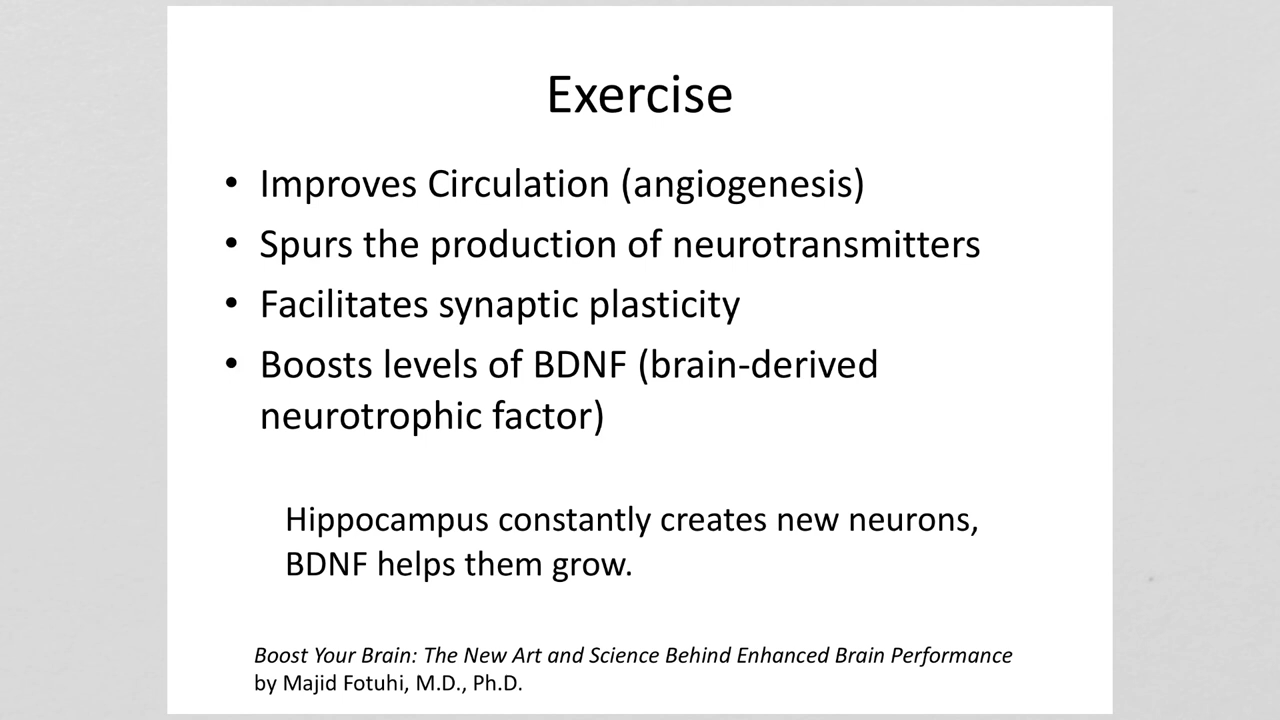 Exercise
• Improves Circulation (angiogenesis)
• Spurs the production of neurotransmitters
• Facilitates synaptic plasticity
• Boosts levels of BDNF (brain-derived
neurotrophic factor)
Hippocampus constantly creates new neurons,
BDNF helps them grow.
Boost Your Brain: The New Art and Science Behind Enhanced Brain Performance
by Majid Fotuhi, M.D., Ph.D.